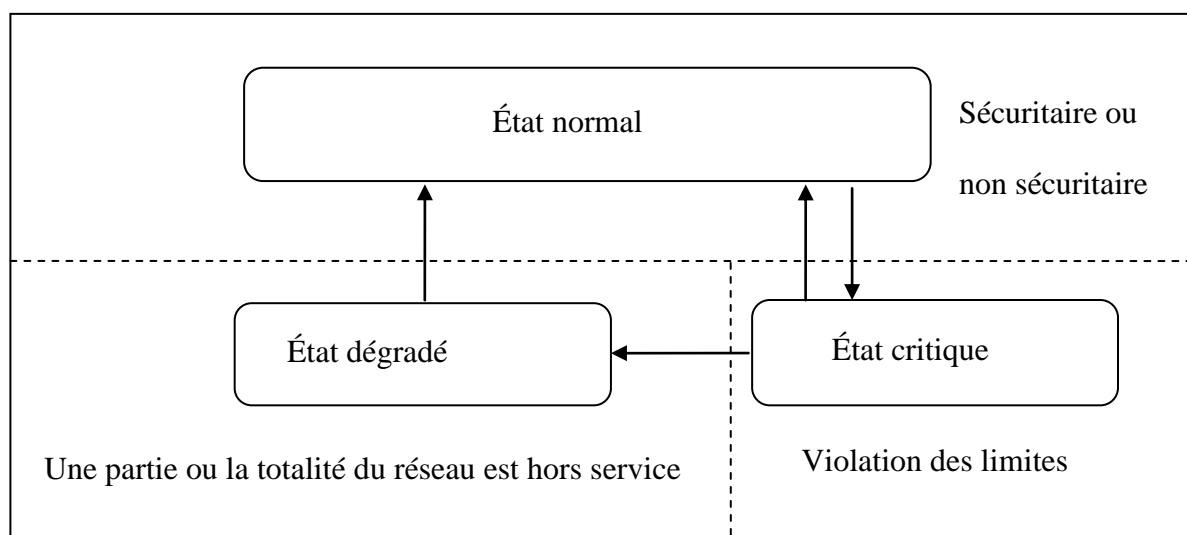 État normal
Sécuritaire ou
non sécuritaire
État dégradé
État critique
Une partie ou la totalité du réseau est hors service
Violation des limites